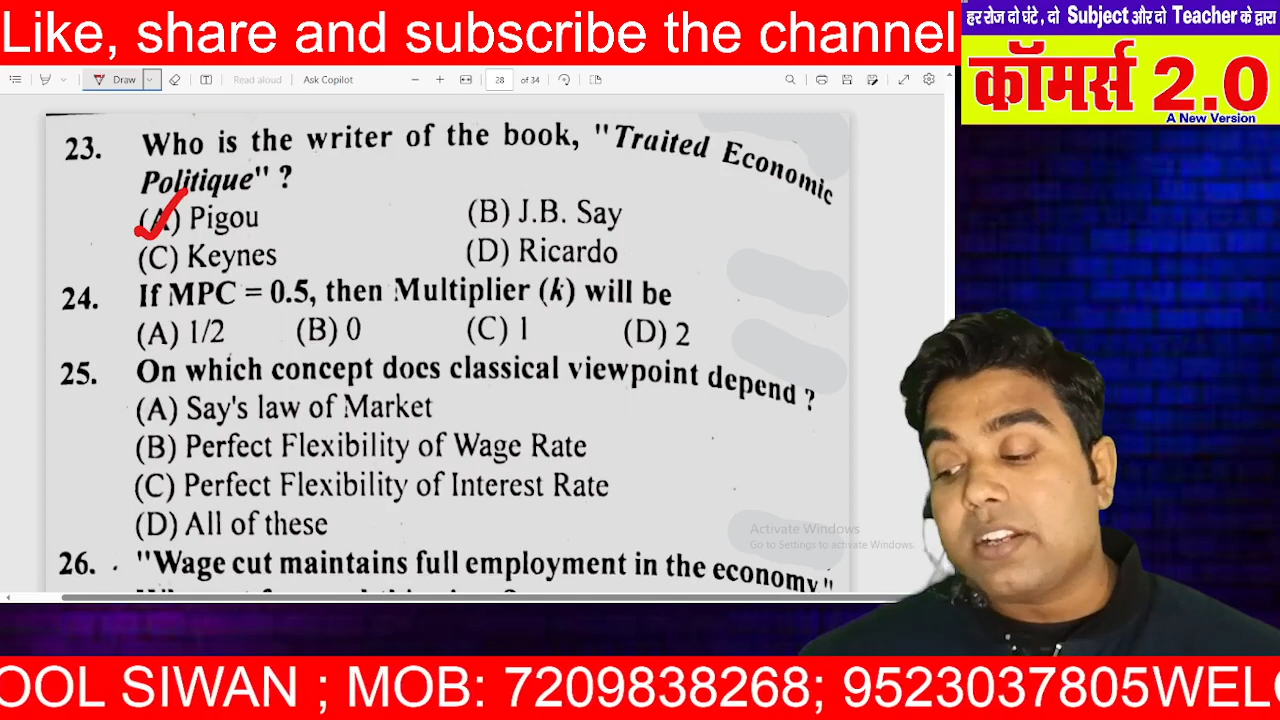 Like, share and subscribe the channel
हर रोज दो घंटे, दो Subject और दो Teacher के द्वारा
कॉमर्स 2.0
A New Version
Draw
Read aloud
Ask Copilot
28 of 34
23. Who is the writer of the book, "Traited Economic
Politique" ?
(A) Pigou (B) J.B. Say
(C) Keynes (D) Ricardo
24. If MPC = 0.5, then Multiplier (k) will be
(A) 1/2 (B) 0 (C) 1 (D) 2
25. On which concept does classical viewpoint depend ?
(A) Say's law of Market
(B) Perfect Flexibility of Wage Rate
(C) Perfect Flexibility of Interest Rate
(D) All of these
Activate Windows
Go to Settings to activate Windows.
26. "Wage cut maintains full employment in the economy"
OOL SIWAN ; MOB: 7209838268; 9523037805WEL